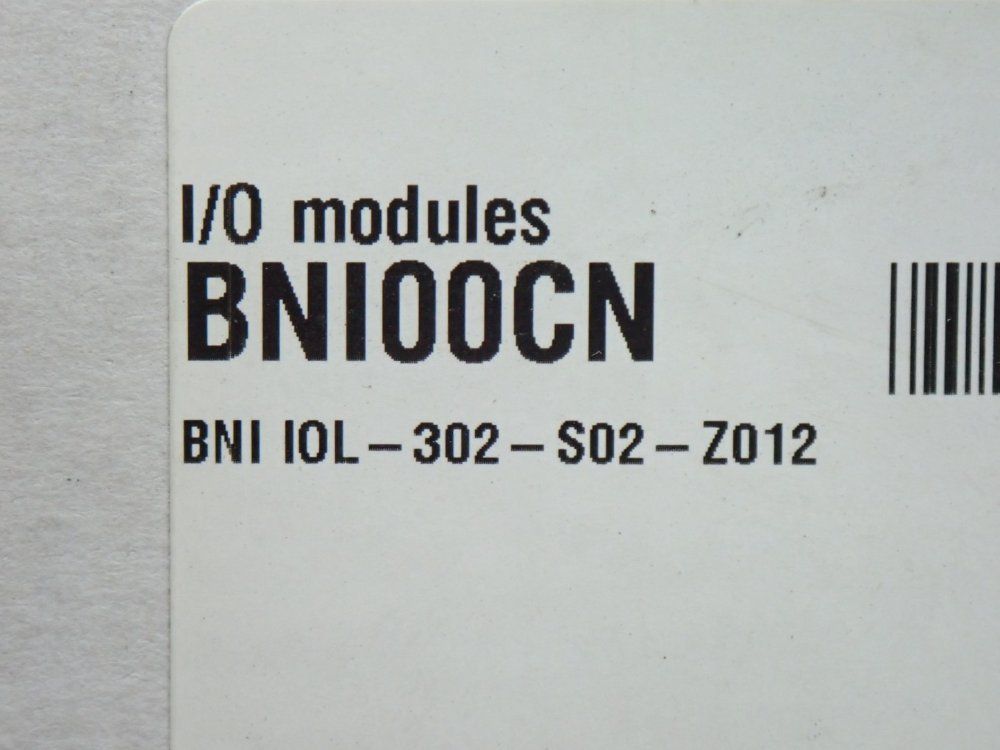 I/O modules
BNI00CN
BNI IOL-302-S02-Z012